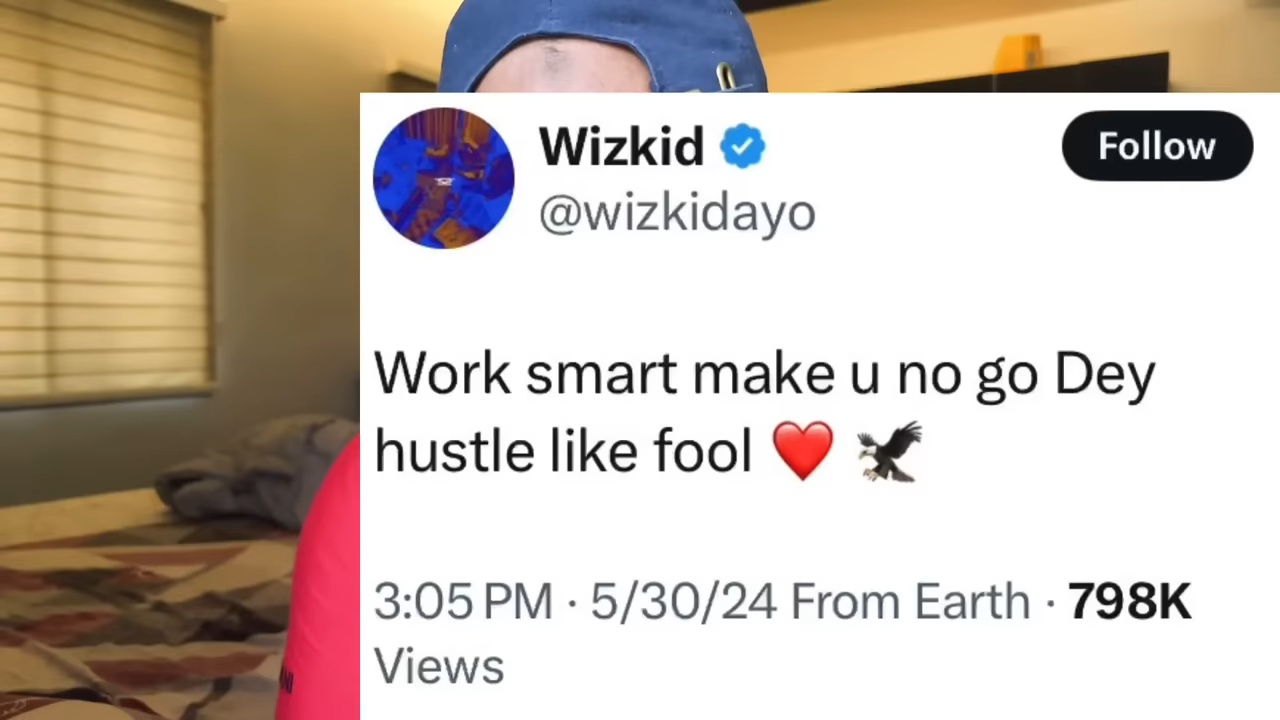 Wizkid
Follow
@wizkidayo
Work smart make u no go Dey
hustle like fool ❤️ 🦅
3:05 PM · 5/30/24 From Earth · 798K
Views